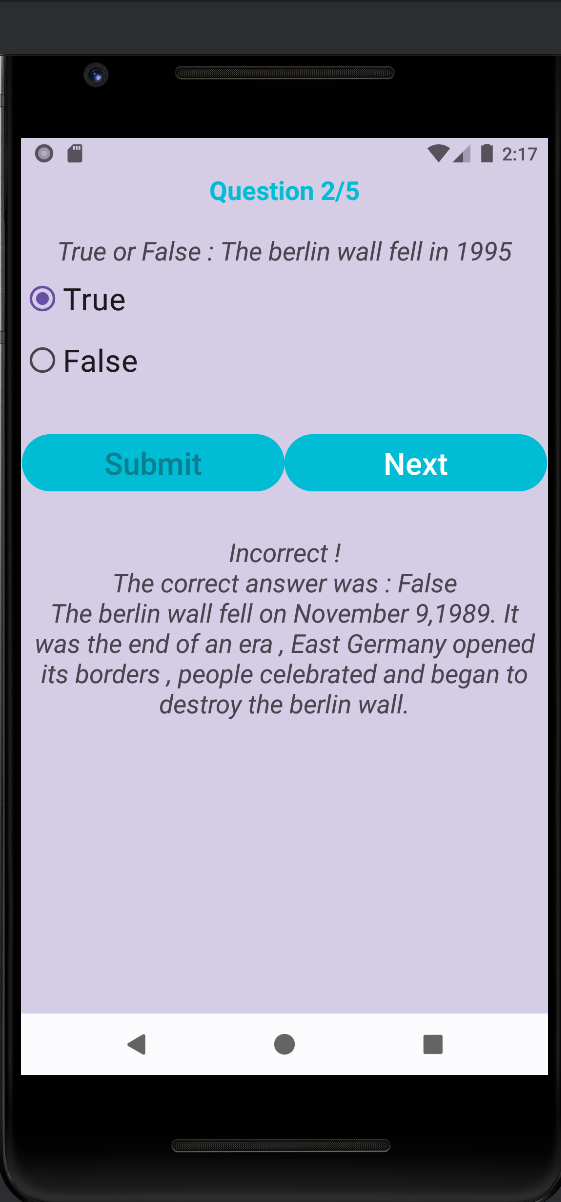 2:17
Question 2/5
True or False : The berlin wall fell in 1995
True
False
Submit
Next
Incorrect !
The correct answer was : False
The berlin wall fell on November 9,1989. It
was the end of an era , East Germany opened
its borders , people celebrated and began to
destroy the berlin wall.